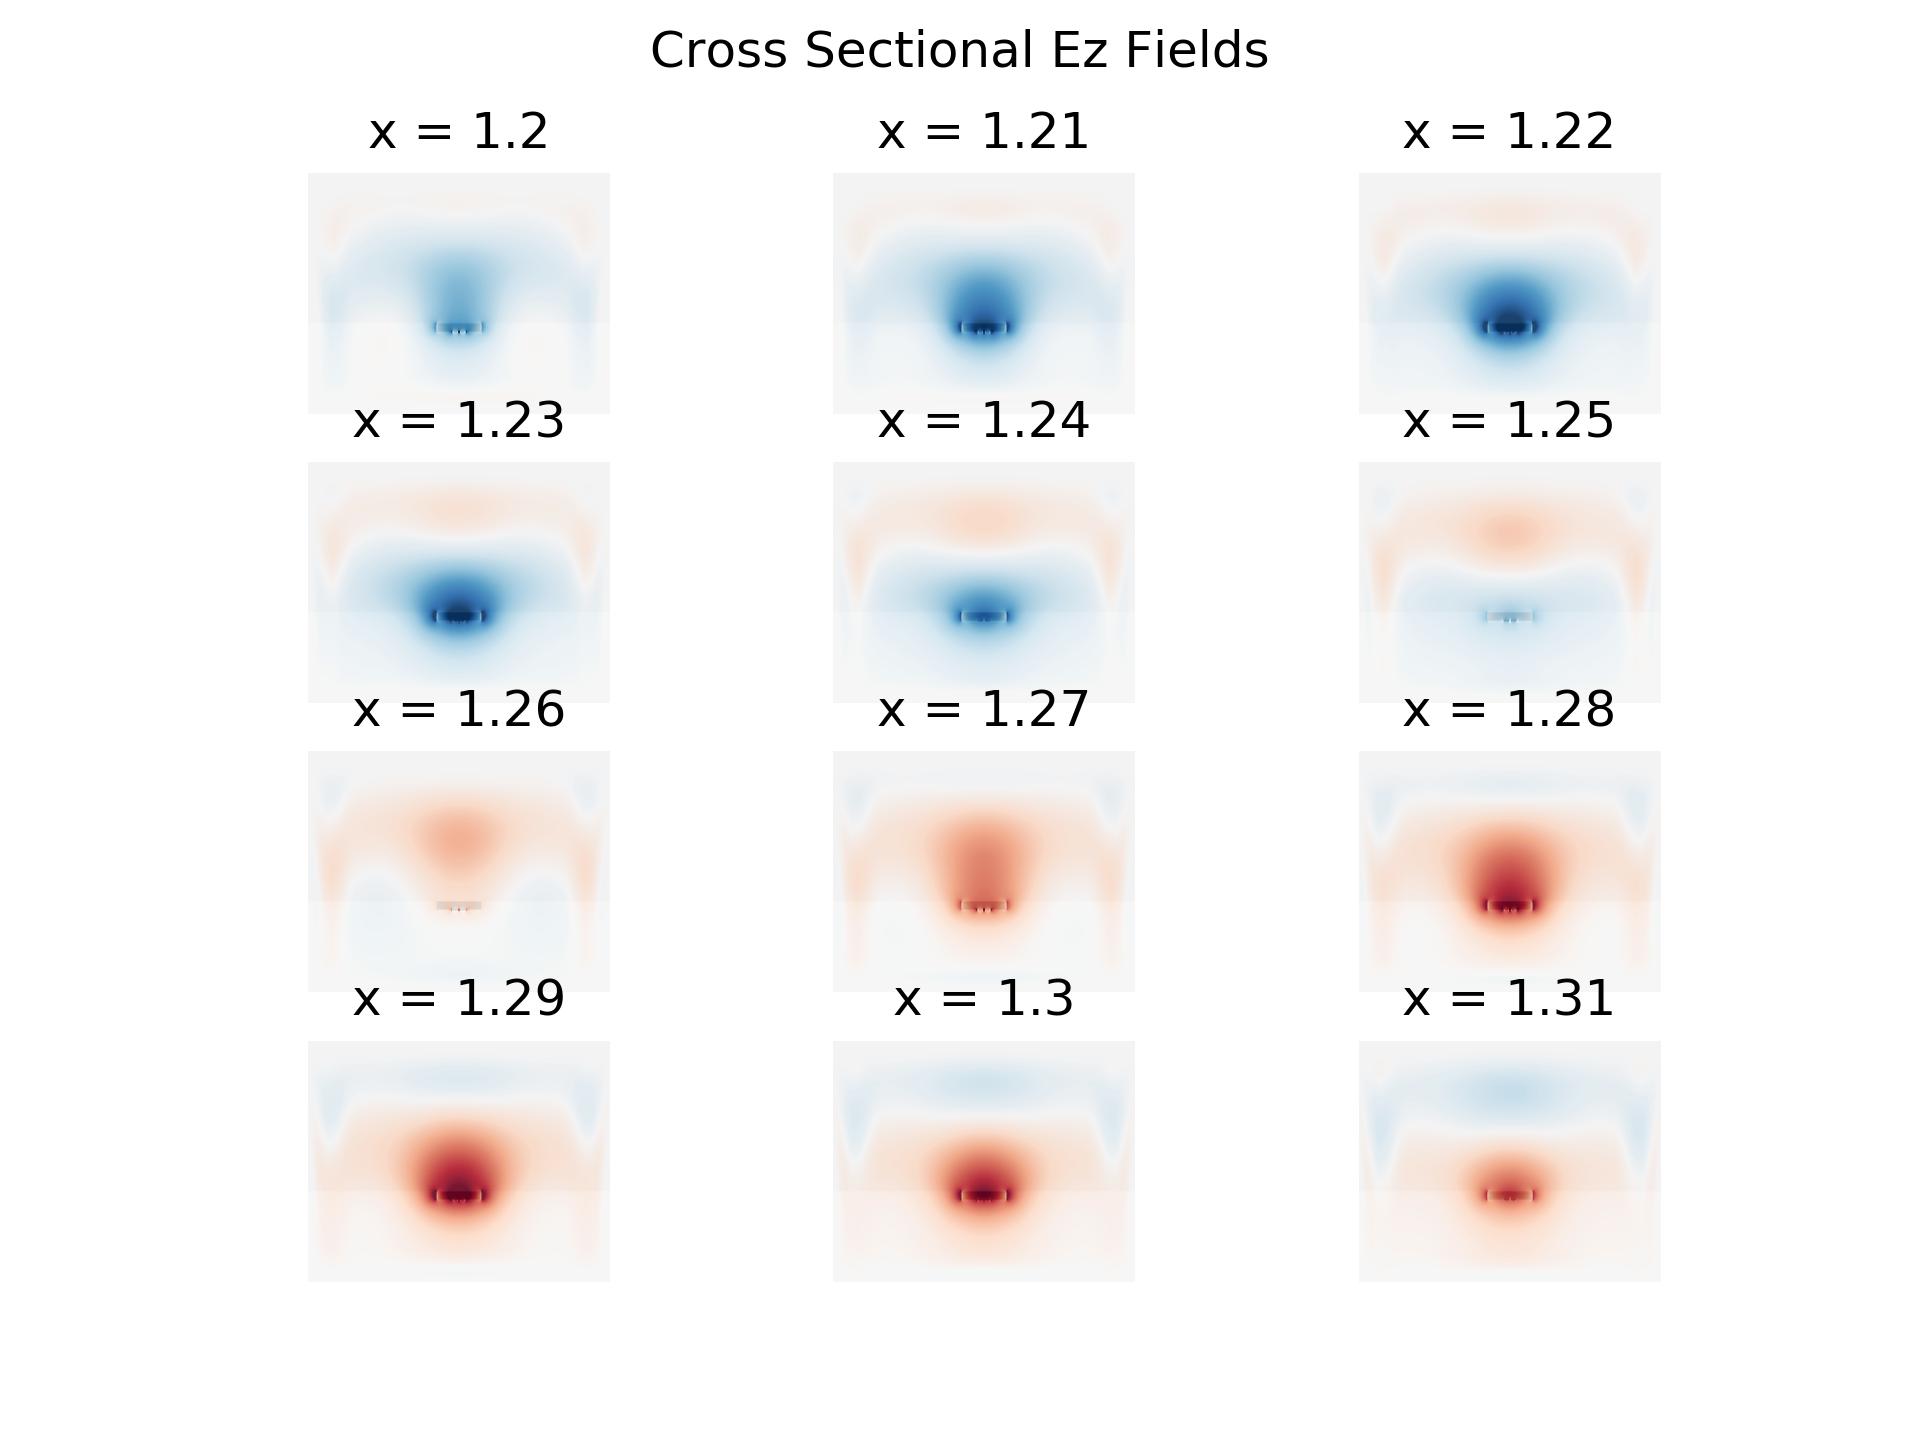 Cross Sectional Ez Fields
x = 1.2
x = 1.21
x = 1.22
x = 1.23
x = 1.24
x = 1.25
x = 1.26
x = 1.27
x = 1.28
x = 1.29
x = 1.3
x = 1.31